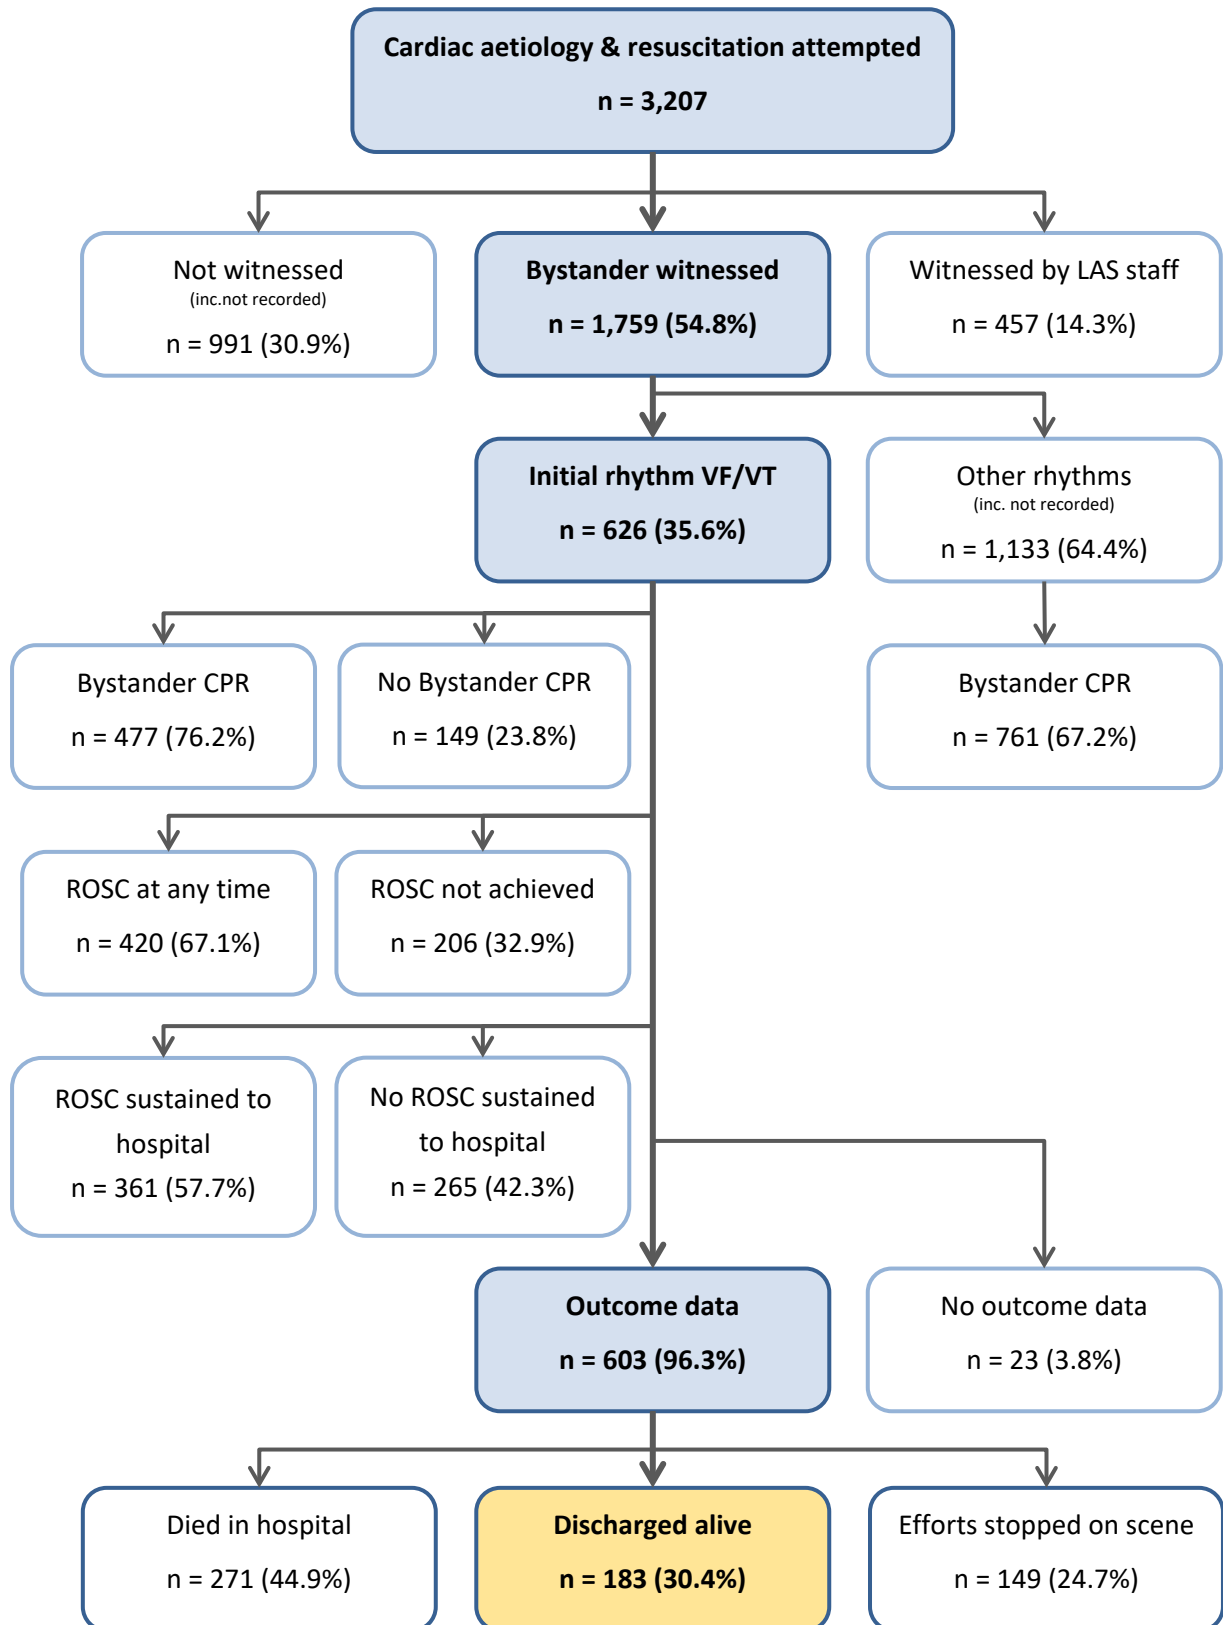 Cardiac aetiology & resuscitation attempted
n = 3,207
Not witnessed
(inc.not recorded)
n = 991 (30.9%)
Bystander witnessed
n = 1,759 (54.8%)
Witnessed by LAS staff
n = 457 (14.3%)
Initial rhythm VF/VT
n = 626 (35.6%)
Other rhythms
(inc. not recorded)
n = 1,133 (64.4%)
Bystander CPR
n = 477 (76.2%)
No Bystander CPR
n = 149 (23.8%)
Bystander CPR
n = 761 (67.2%)
ROSC at any time
n = 420 (67.1%)
ROSC not achieved
n = 206 (32.9%)
ROSC sustained to
hospital
n = 361 (57.7%)
No ROSC sustained
to hospital
n = 265 (42.3%)
Outcome data
n = 603 (96.3%)
No outcome data
n = 23 (3.8%)
Died in hospital
n = 271 (44.9%)
Discharged alive
n = 183 (30.4%)
Efforts stopped on scene
n = 149 (24.7%)